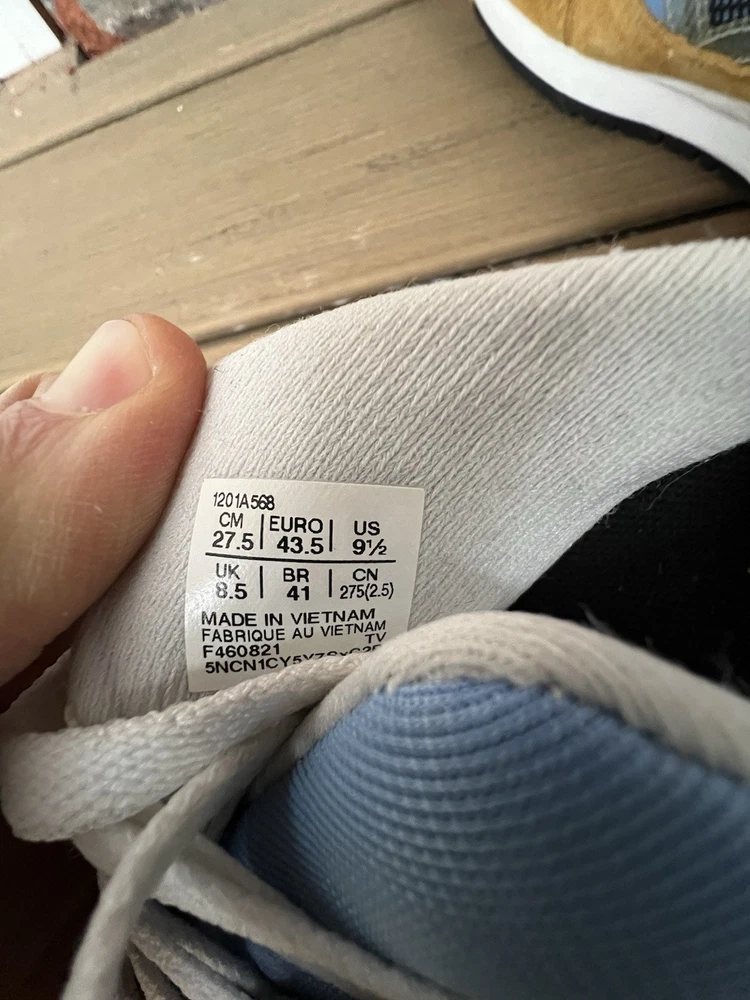 1201A568
CM EURO US
27.5 43.5 9½
UK BR CN
8.5 41 275(2.5)
MADE IN VIETNAM
FABRIQUE AU VIETNAM
TV
F460821